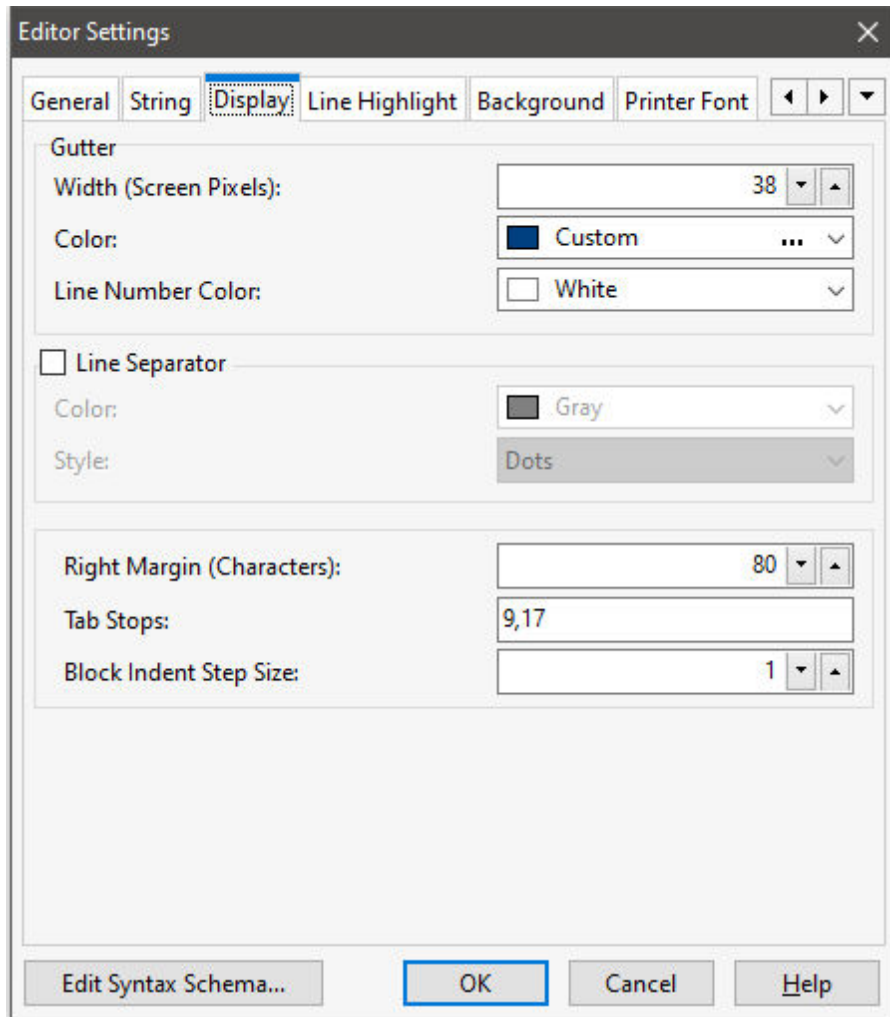 Editor Settings
General String Display Line Highlight Background Printer Font
Gutter
Width (Screen Pixels): 38
Color: Custom ...
Line Number Color: White
Line Separator
Color: Gray
Style: Dots
Right Margin (Characters): 80
Tab Stops: 9,17
Block Indent Step Size: 1
Edit Syntax Schema... OK Cancel Help